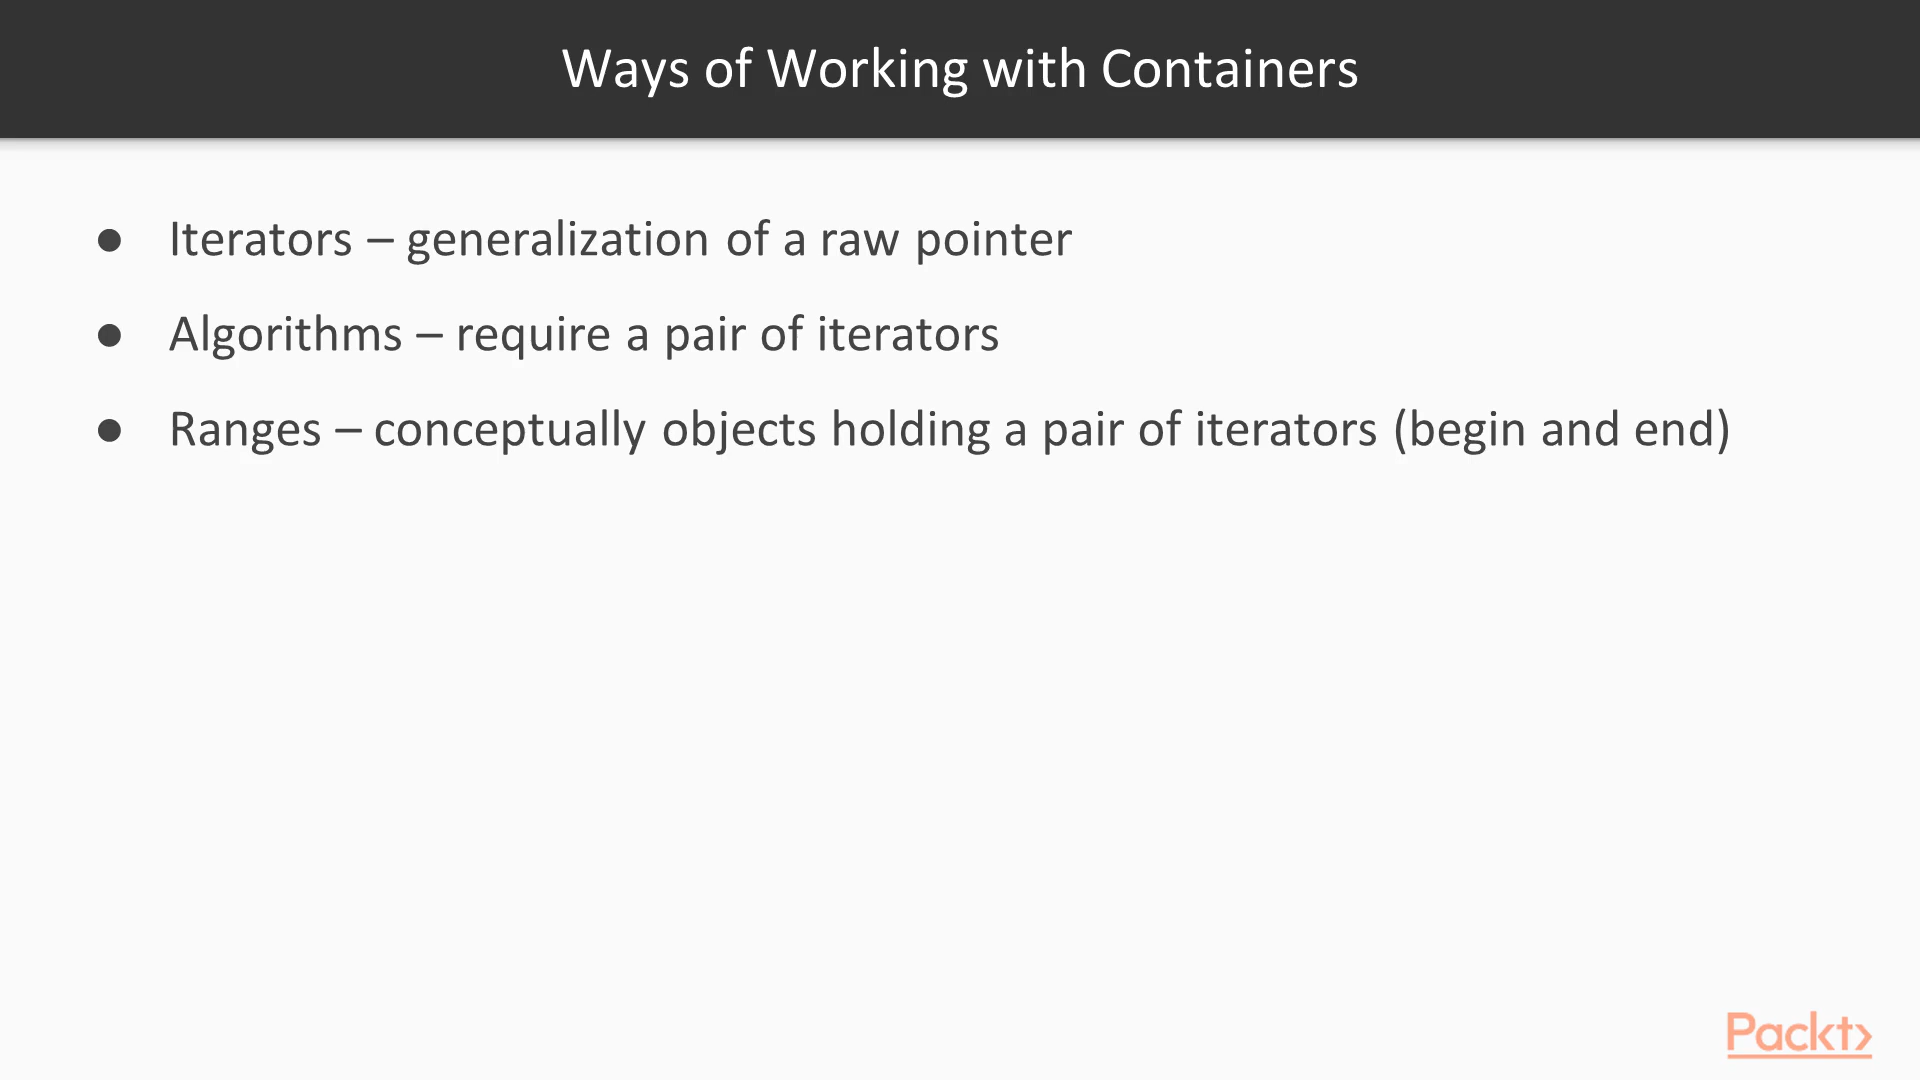 Ways of Working with Containers
● Iterators – generalization of a raw pointer
● Algorithms – require a pair of iterators
● Ranges – conceptually objects holding a pair of iterators (begin and end)
Packt>